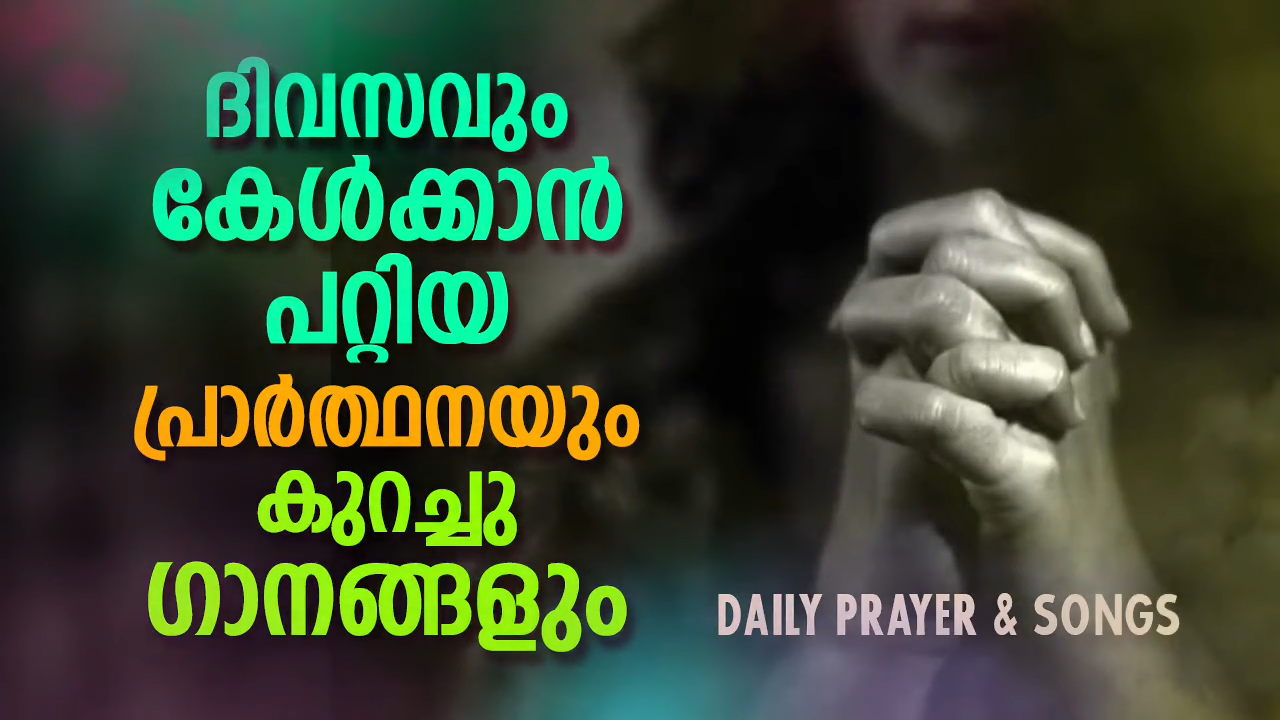 ദിവസവും
കേൾക്കാൻ
പറ്റിയ
പ്രാർത്ഥനയും
കുറച്ചു
ഗാനങ്ങളും
DAILY PRAYER & SONGS